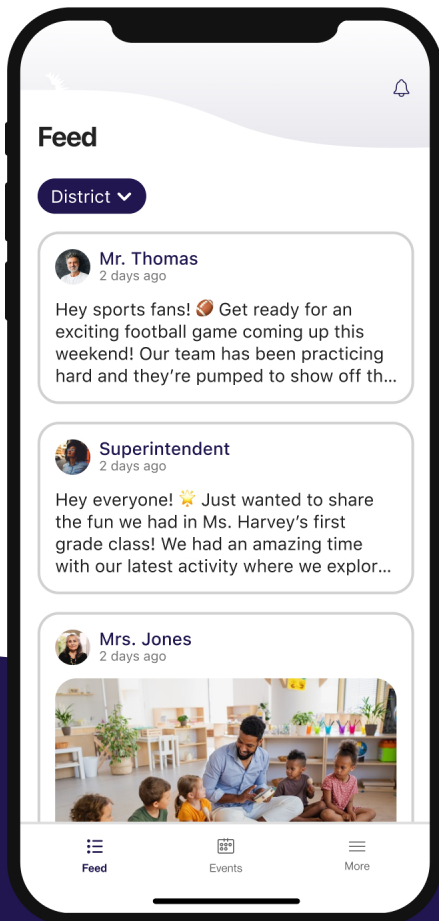 Feed
District
Mr. Thomas
2 days ago
Hey sports fans! 🏈 Get ready for an
exciting football game coming up this
weekend! Our team has been practicing
hard and they're pumped to show off th...
Superintendent
2 days ago
Hey everyone! 🌟 Just wanted to share
the fun we had in Ms. Harvey's first
grade class! We had an amazing time
with our latest activity where we explor...
Mrs. Jones
2 days ago
Feed
Events
More